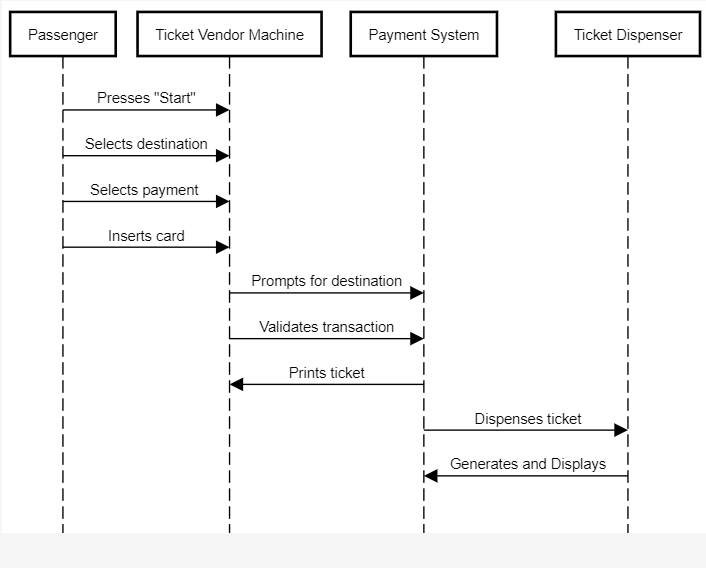 Passenger
Ticket Vendor Machine
Payment System
Ticket Dispenser
Presses "Start"
Selects destination
Selects payment
Inserts card
Prompts for destination
Validates transaction
Prints ticket
Dispenses ticket
Generates and Displays